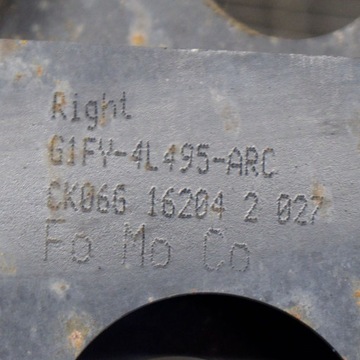 Right
G1FY-4L495-ARC
CK066 16204 2 027
Fo Mo Co